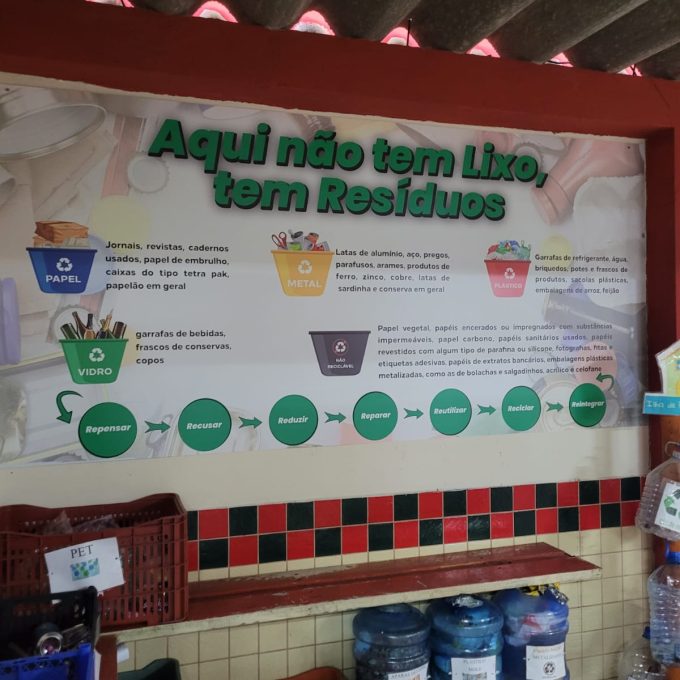 Aqui não tem Lixo,
tem Resíduos
PAPEL
Jornais, revistas, cadernos
usados, papel de embrulho,
caixas do tipo tetra pak,
papelão em geral
METAL
Latas de alumínio, aço, pregos,
parafusos, arames, produtos de
ferro, zinco, cobre, latas de
sardinha e conserva em geral
PLÁSTICO
Garrafas de refrigerante, água,
briquedos, potes e frascos de
produtos, sacolas plásticas,
embalagens de arroz, feijão
VIDRO
garrafas de bebidas,
frascos de conservas,
copos
NÃO
RECICLÁVEL
Papel vegetal, papéis encerados ou impregnados com substâncias
impermeáveis, papel carbono, papéis sanitários usados, papéis
revestidos com algum tipo de parafina ou silicone, fotografias, fitas e
etiquetas adesivas, papéis de extratos bancários, embalagens plásticas
metalizadas, como as de bolachas e salgadinhos, acrílico e celofane
Repensar
Recusar
Reduzir
Reparar
Reutilizar
Reciclar
Reintegrar
PET
PLÁSTICO
MOLE